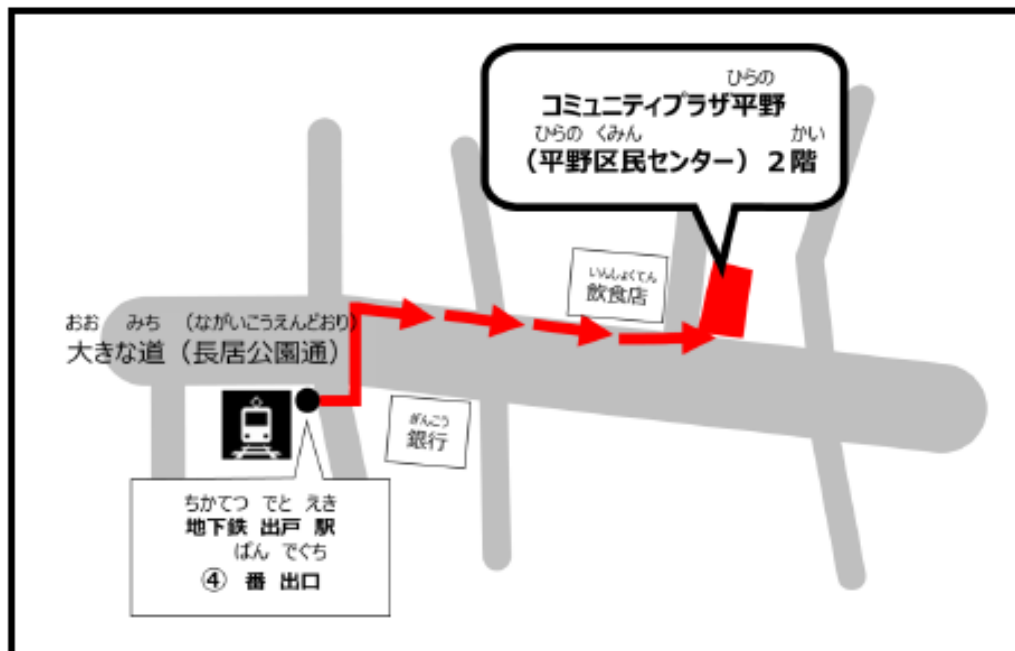 ひらの
コミュニティプラザ平野
ひらの くみん かい
（平野区民センター）２階
いんしょくてん
飲食店
おお みち （ながいこうえんどおり）
大きな道（長居公園通）
ぎんこう
銀行
ちかてつ でと えき
地下鉄 出戸 駅
ばん でぐち
④ 番 出口